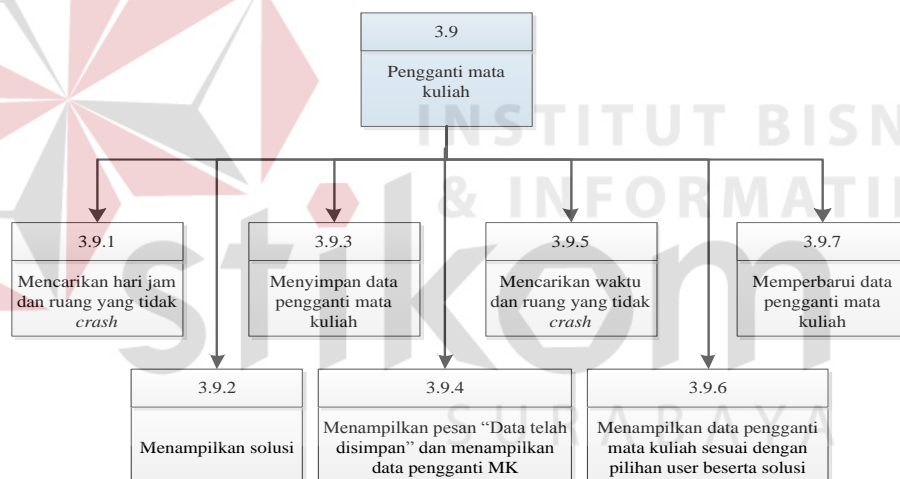 3.9
Pengganti mata
kuliah
INSTITUT BISN
& INFORMATI
stikom
SURABAYA
3.9.1
Mencarikan hari jam
dan ruang yang tidak
crash
3.9.3
Menyimpan data
pengganti mata
kuliah
3.9.5
Mencarikan waktu
dan ruang yang tidak
crash
3.9.7
Memperbarui data
pengganti mata
kuliah
3.9.2
Menampilkan solusi
3.9.4
Menampilkan pesan “Data telah
disimpan” dan menampilkan
data pengganti MK
3.9.6
Menampilkan data pengganti
mata kuliah sesuai dengan
pilihan user beserta solusi